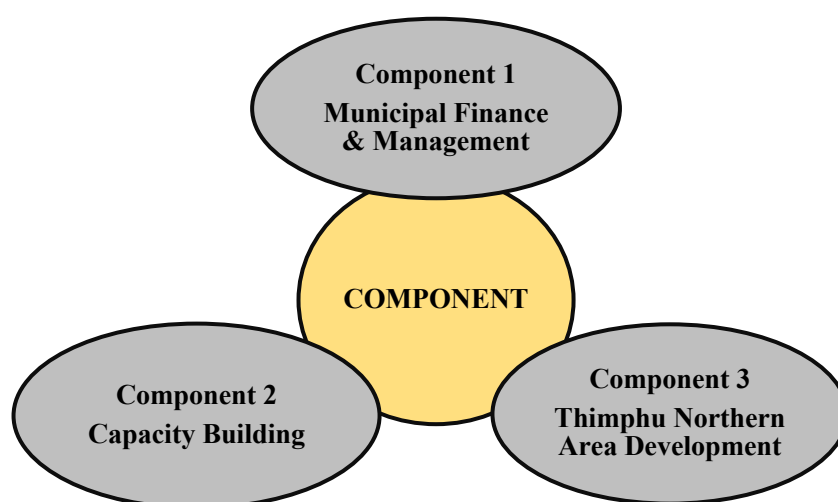 Component 1
Municipal Finance
& Management
COMPONENT
Component 2
Capacity Building
Component 3
Thimphu Northern
Area Development